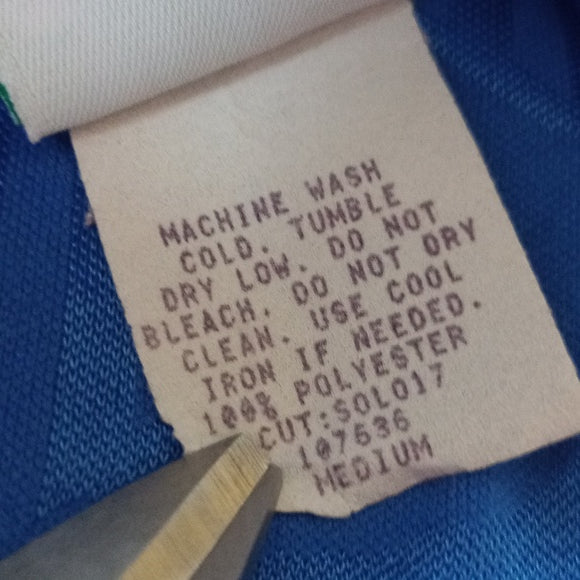 MACHINE WASH
COLD. TUMBLE
DRY LOW. DO NOT
BLEACH. DO NOT DRY
CLEAN. USE COOL
IRON IF NEEDED.
100% POLYESTER
CUT:SOLO17
107636
MEDIUM